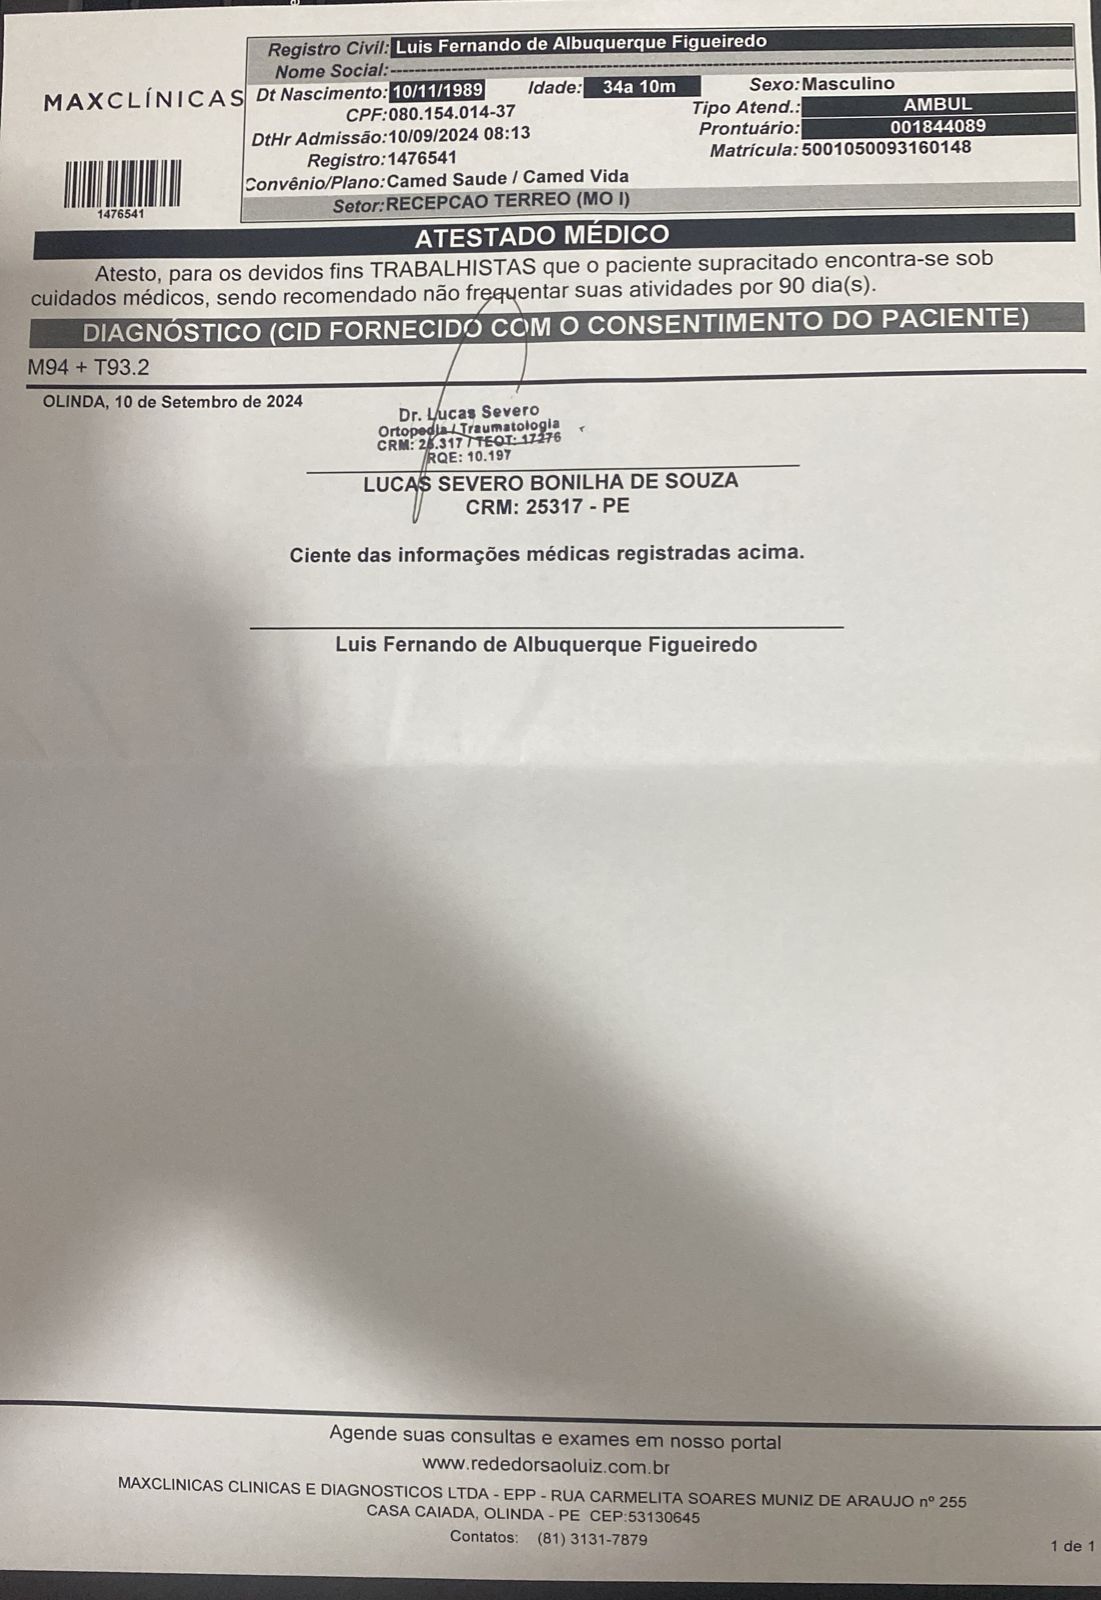 Registro Civil: Luis Fernando de Albuquerque Figueiredo
Nome Social:------------------------------------------------
MAXCLÍNICAS
Dt Nascimento: 10/11/1989 Idade: 34a 10m Sexo: Masculino
CPF: 080.154.014-37 Tipo Atend.: AMBUL
DtHr Admissão: 10/09/2024 08:13 Prontuário: 001844089
Registro: 1476541 Matrícula: 5001050093160148
Convênio/Plano: Camed Saude / Camed Vida
Setor: RECEPCAO TERREO (MO I)
1476541
ATESTADO MÉDICO
Atesto, para os devidos fins TRABALHISTAS que o paciente supracitado encontra-se sob
cuidados médicos, sendo recomendado não frequentar suas atividades por 90 dia(s).
DIAGNÓSTICO (CID FORNECIDO COM O CONSENTIMENTO DO PACIENTE)
M94 + T93.2
OLINDA, 10 de Setembro de 2024
Dr. Lucas Severo
Ortopedia / Traumatologia
CRM: 25.317 / TEOT: 17276
RQE: 10.197
LUCAS SEVERO BONILHA DE SOUZA
CRM: 25317 - PE
Ciente das informações médicas registradas acima.
Luis Fernando de Albuquerque Figueiredo
Agende suas consultas e exames em nosso portal
www.rededorsaoluiz.com.br
MAXCLINICAS CLINICAS E DIAGNOSTICOS LTDA - EPP - RUA CARMELITA SOARES MUNIZ DE ARAUJO nº 255
CASA CAIADA, OLINDA - PE CEP:53130645
Contatos: (81) 3131-7879
1 de 1